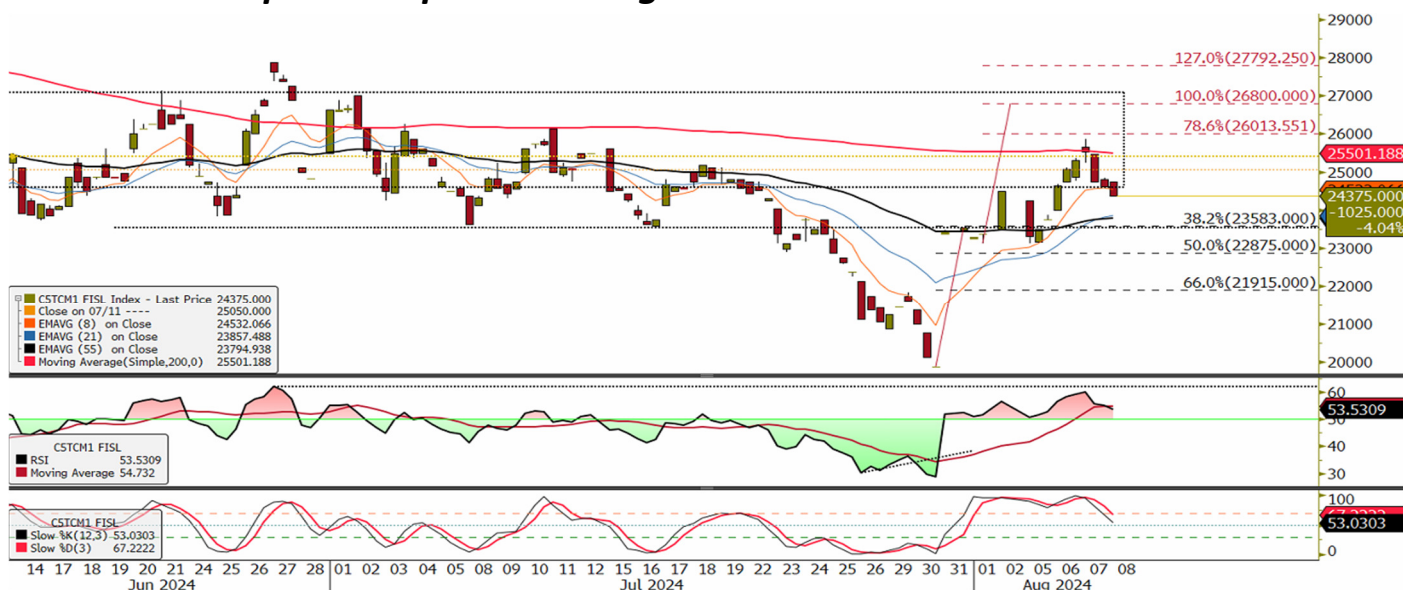 29000
28000
127.0%(27792.250)
27000
100.0%(26800.000)
26000
78.6%(26013.551)
25501.188
25000
24375.000
-1025.000
-4.04%
38.2%(23583.000)
23000
50.0%(22875.000)
22000
66.0%(21915.000)
21000
20000
CSTCM1 FISL Index - Last Price 24375.000
Close on 07/11 ---- 25050.000
EMAVG (8) on Close 24532.066
EMAVG (21) on Close 23857.488
EMAVG (55) on Close 23794.938
Moving Average(Simple,200,0) 25501.188
60
53.5309
50
40
30
CSTCM1 FISL
RSI 53.5309
Moving Average 54.732
100
67.2222
53.0303
0
CSTCM1 FISL
Slow %K(12,3) 53.0303
Slow %D(3) 67.2222
14 17 18 19 20 21 24 25 26 27 28 01 02 03 04 05 08 09 10 11 12 15 16 17 18 19 22 23 24 25 26 29 30 31 01 02 05 06 07 08
Jun 2024 Jul 2024 Aug 2024